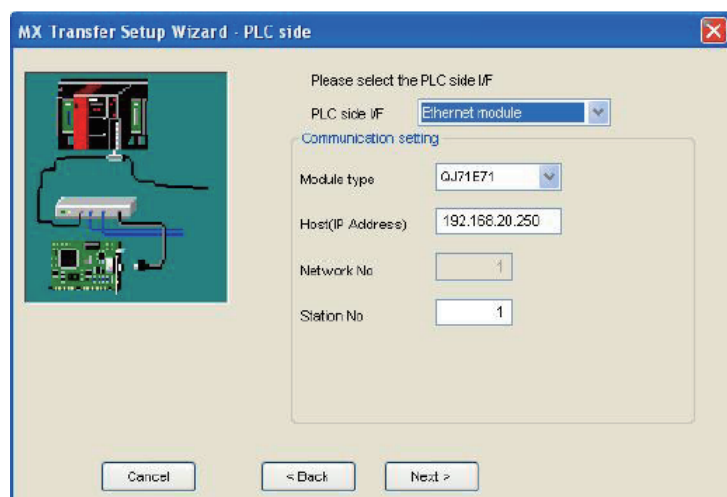 MX Transfer Setup Wizard - PLC side
Please select the PLC side I/F
PLC side I/F Ethernet module
Communication setting
Module type QJ71E71
Host(IP Address) 192.168.20.250
Network No 1
Station No 1
Cancel < Back Next >